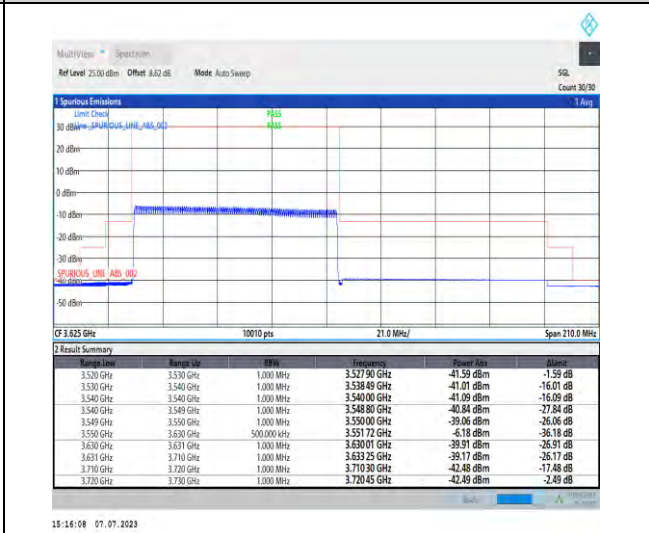 MultiView Spectrum
Ref Level 25.00 dBm Offset 8.62 dB Mode Auto Sweep SGL
Count 30/30
1 Spurious Emissions 1 Avg
Limit Check PASS
30 dBm Line _SPURIOUS_LINE_ABS_002 PASS
20 dBm
10 dBm
0 dBm
-10 dBm
-20 dBm
-30 dBm
SPURIOUS_LINE_ABS_002
-40 dBm
-50 dBm
CF 3.625 GHz 10010 pts 21.0 MHz/ Span 210.0 MHz
2 Result Summary
Range Low Range Up RBW Frequency Power Abs ΔLimit
3.520 GHz 3.530 GHz 1.000 MHz 3.527 90 GHz -41.59 dBm -1.59 dB
3.530 GHz 3.540 GHz 1.000 MHz 3.538 49 GHz -41.01 dBm -16.01 dB
3.540 GHz 3.540 GHz 1.000 MHz 3.540 00 GHz -41.09 dBm -16.09 dB
3.540 GHz 3.549 GHz 1.000 MHz 3.548 80 GHz -40.84 dBm -27.84 dB
3.549 GHz 3.550 GHz 1.000 MHz 3.550 00 GHz -39.06 dBm -26.06 dB
3.550 GHz 3.630 GHz 500.000 kHz 3.551 72 GHz -6.18 dBm -36.18 dB
3.630 GHz 3.631 GHz 1.000 MHz 3.630 01 GHz -39.91 dBm -26.91 dB
3.631 GHz 3.710 GHz 1.000 MHz 3.633 25 GHz -39.17 dBm -26.17 dB
3.710 GHz 3.720 GHz 1.000 MHz 3.710 30 GHz -42.48 dBm -17.48 dB
3.720 GHz 3.730 GHz 1.000 MHz 3.720 45 GHz -42.49 dBm -2.49 dB
15:16:08 07.07.2023